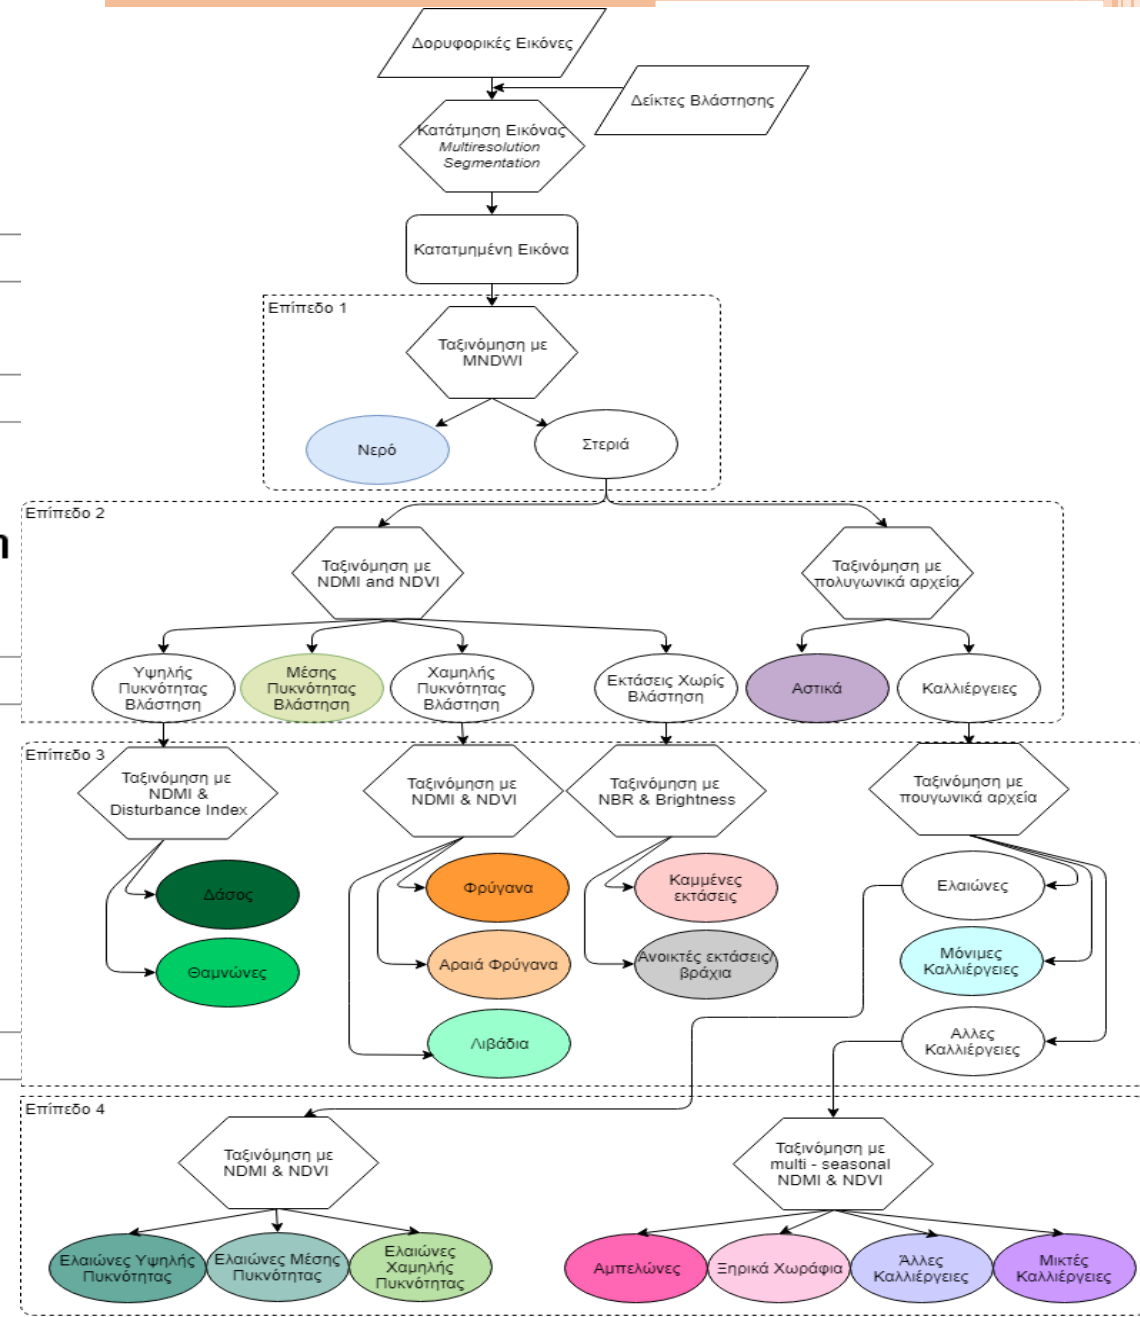 Δορυφορικές Εικόνες
Δείκτες Βλάστησης
Κατάτμηση Εικόνας
Multiresolution
Segmentation
Κατατμημένη Εικόνα
Επίπεδο 1
Ταξινόμηση με
MNDWI
Νερό
Στεριά
Επίπεδο 2
η
Ταξινόμηση με
NDMI and NDVI
Ταξινόμηση με
πολυγωνικά αρχεία
Υψηλής
Πυκνότητας
Βλάστηση
Μέσης
Πυκνότητας
Βλάστηση
Χαμηλής
Πυκνότητας
Βλάστηση
Εκτάσεις Χωρίς
Βλάστηση
Αστικά
Καλλιέργειες
Επίπεδο 3
Ταξινόμηση με
NDMI &
Disturbance Index
Ταξινόμηση με
NDMI & NDVI
Ταξινόμηση με
NBR & Brightness
Ταξινόμηση με
πουγωνικά αρχεία
Δάσος
Θαμνώνες
Φρύγανα
Αραιά Φρύγανα
Λιβάδια
Καμμένες
εκτάσεις
Ανοικτές εκτάσεις/
βράχια
Ελαιώνες
Μόνιμες
Καλλιέργειες
Αλλες
Καλλιέργειες
Επίπεδο 4
Ταξινόμηση με
NDMI & NDVI
Ταξινόμηση με
multi - seasonal
NDMI & NDVI
Ελαιώνες Υψηλής
Πυκνότητας
Ελαιώνες Μέσης
Πυκνότητας
Ελαιώνες
Χαμηλής
Πυκνότητας
Αμπελώνες
Ξηρικά Χωράφια
Άλλες
Καλλιέργειες
Μικτές
Καλλιέργειες